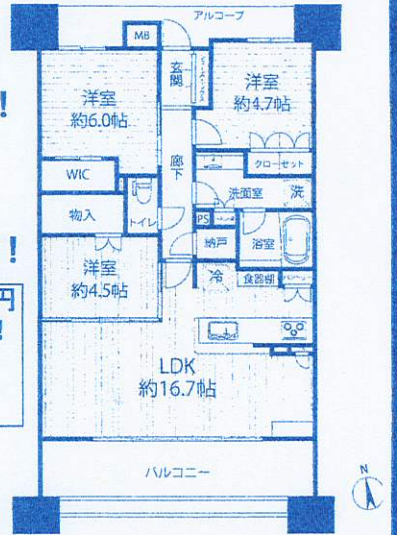 アルコーブ
MB
玄関
シューズボックス
洋室
約4.7帖
洋室
約6.0帖
!
廊下
クローゼット
WIC
洗面室
洗
物入
トイレ
PS
納戸
浴室
!
洋室
約4.5帖
冷
食器棚
円
!
LDK
約16.7帖
バルコニー
N